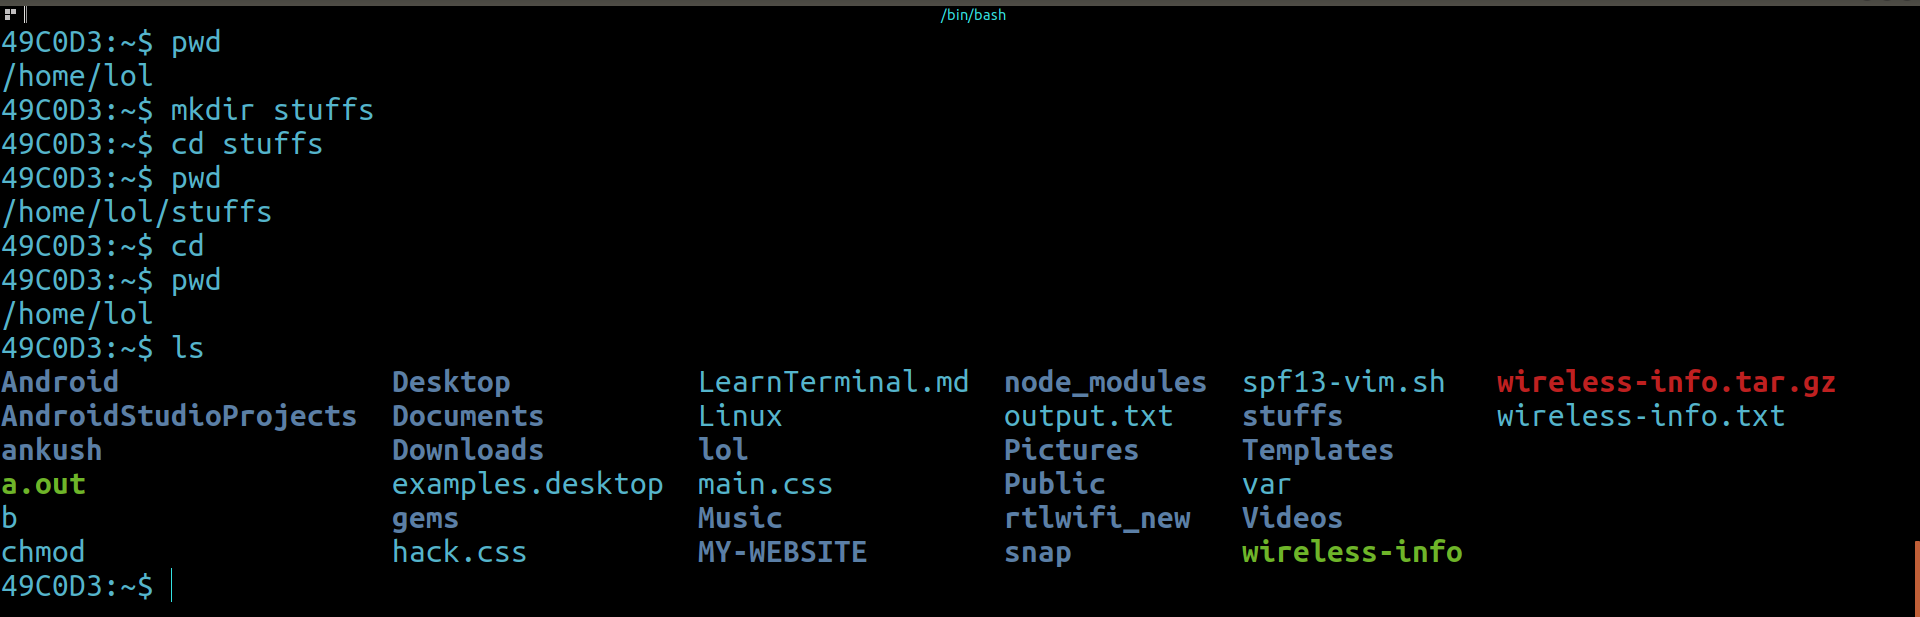 /bin/bash
49C0D3:~$ pwd
/home/lol
49C0D3:~$ mkdir stuffs
49C0D3:~$ cd stuffs
49C0D3:~$ pwd
/home/lol/stuffs
49C0D3:~$ cd
49C0D3:~$ pwd
/home/lol
49C0D3:~$ ls
Android Desktop LearnTerminal.md node_modules spf13-vim.sh wireless-info.tar.gz
AndroidStudioProjects Documents Linux output.txt stuffs wireless-info.txt
ankush Downloads lol Pictures Templates
a.out examples.desktop main.css Public var
b gems Music rtlwifi_new Videos
chmod hack.css MY-WEBSITE snap wireless-info
49C0D3:~$